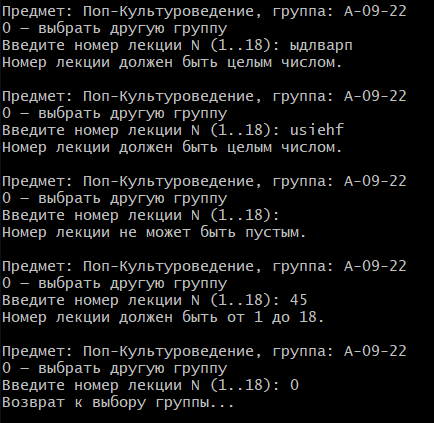 Предмет: Поп-Культуроведение, группа: А-09-22
0 — выбрать другую группу
Введите номер лекции N (1..18): ыдлварп
Номер лекции должен быть целым числом.
Предмет: Поп-Культуроведение, группа: А-09-22
0 — выбрать другую группу
Введите номер лекции N (1..18): usiehf
Номер лекции должен быть целым числом.
Предмет: Поп-Культуроведение, группа: А-09-22
0 — выбрать другую группу
Введите номер лекции N (1..18):
Номер лекции не может быть пустым.
Предмет: Поп-Культуроведение, группа: А-09-22
0 — выбрать другую группу
Введите номер лекции N (1..18): 45
Номер лекции должен быть от 1 до 18.
Предмет: Поп-Культуроведение, группа: А-09-22
0 — выбрать другую группу
Введите номер лекции N (1..18): 0
Возврат к выбору группы...